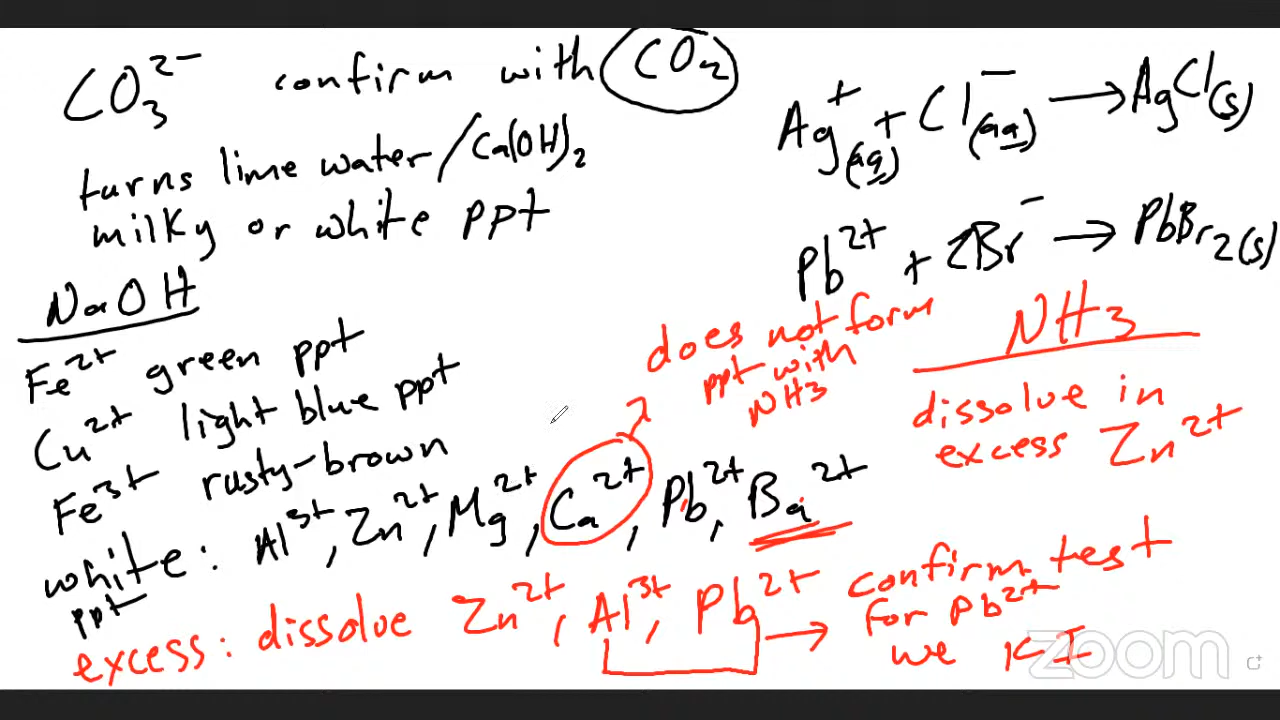 CO₃²⁻ confirm with CO₂
turns lime water/Ca(OH)₂
milky or white ppt
Ag⁺(aq) + Cl⁻(aq) → AgCl(s)
Pb²⁺ + 2Br⁻ → PbBr₂(s)
NaOH
Fe²⁺ green ppt
Cu²⁺ light blue ppt
Fe³⁺ rusty-brown
white: Al³⁺, Zn²⁺, Mg²⁺, Ca²⁺, Pb²⁺, Ba²⁺
ppt
does not form
ppt with
NH3
NH3
dissolve in
excess Zn²⁺
excess: dissolve Zn²⁺, Al³⁺, Pb²⁺ →
confirm test
for Pb²⁺
we KI
zoom